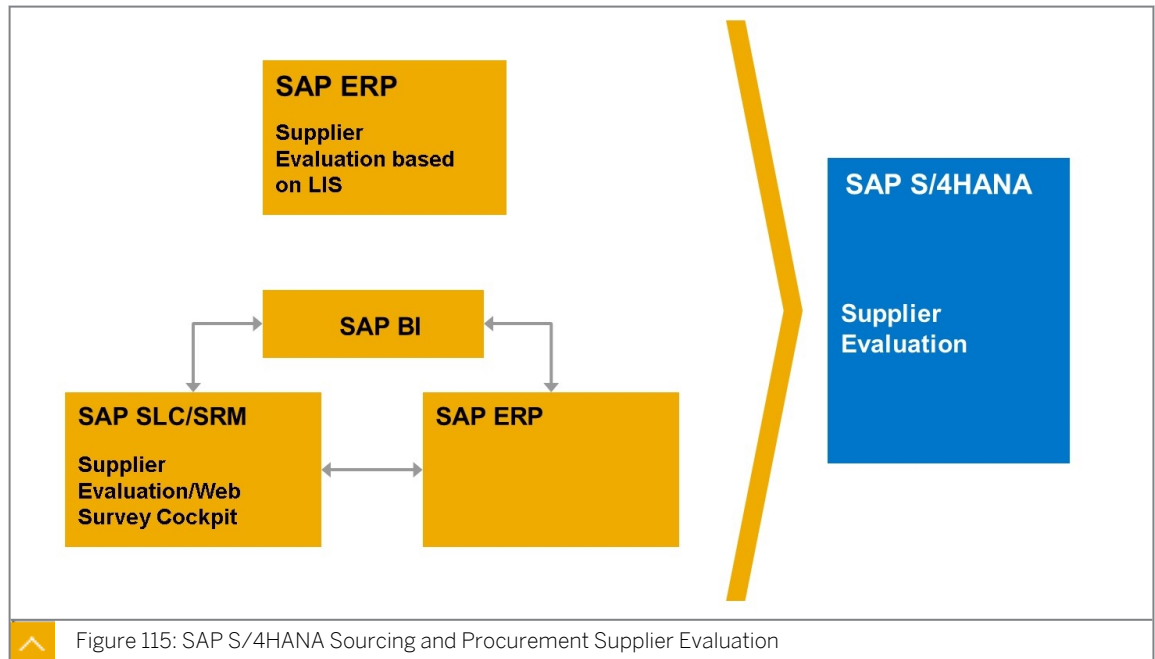 SAP ERP
Supplier
Evaluation based
on LIS
SAP BI
SAP SLC/SRM
Supplier
Evaluation/Web
Survey Cockpit
SAP ERP
SAP S/4HANA
Supplier
Evaluation
Figure 115: SAP S/4HANA Sourcing and Procurement Supplier Evaluation